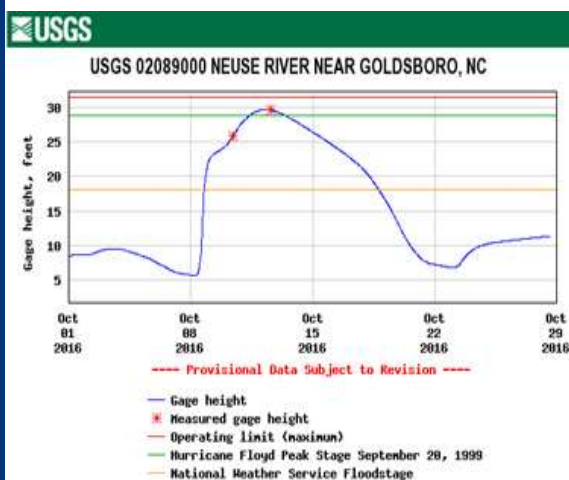 USGS
USGS 02089000 NEUSE RIVER NEAR GOLDSBORO, NC
Gage height, feet
30
25
20
15
10
5
Oct 01 2016
Oct 08 2016
Oct 15 2016
Oct 22 2016
Oct 29 2016
---- Provisional Data Subject to Revision ----
Gage height
Measured gage height
Operating limit (maximum)
Hurricane Floyd Peak Stage September 20, 1999
National Weather Service Floodstage